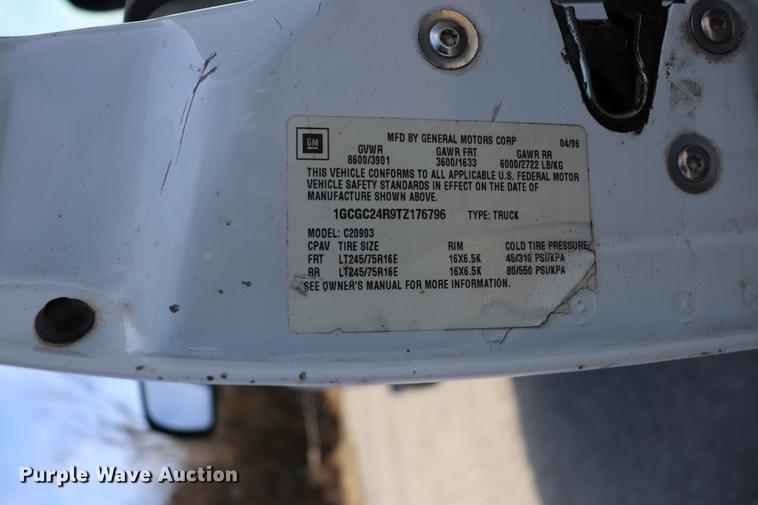 GM
MFD BY GENERAL MOTORS CORP 04/96
GVWR GAWR FRT GAWR RR
8600/3901 3600/1633 6000/2722 LB/KG
THIS VEHICLE CONFORMS TO ALL APPLICABLE U.S. FEDERAL MOTOR
VEHICLE SAFETY STANDARDS IN EFFECT ON THE DATE OF
MANUFACTURE SHOWN ABOVE.
1GCGC24R9TZ176796 TYPE: TRUCK
MODEL: C20903
CPAV TIRE SIZE RIM COLD TIRE PRESSURE
FRT LT245/75R16E 16X6.5K 45/310 PSI/KPA
RR LT245/75R16E 16X6.5K 80/550 PSI/KPA
SEE OWNER'S MANUAL FOR MORE INFORMATION.
Purple Wave Auction